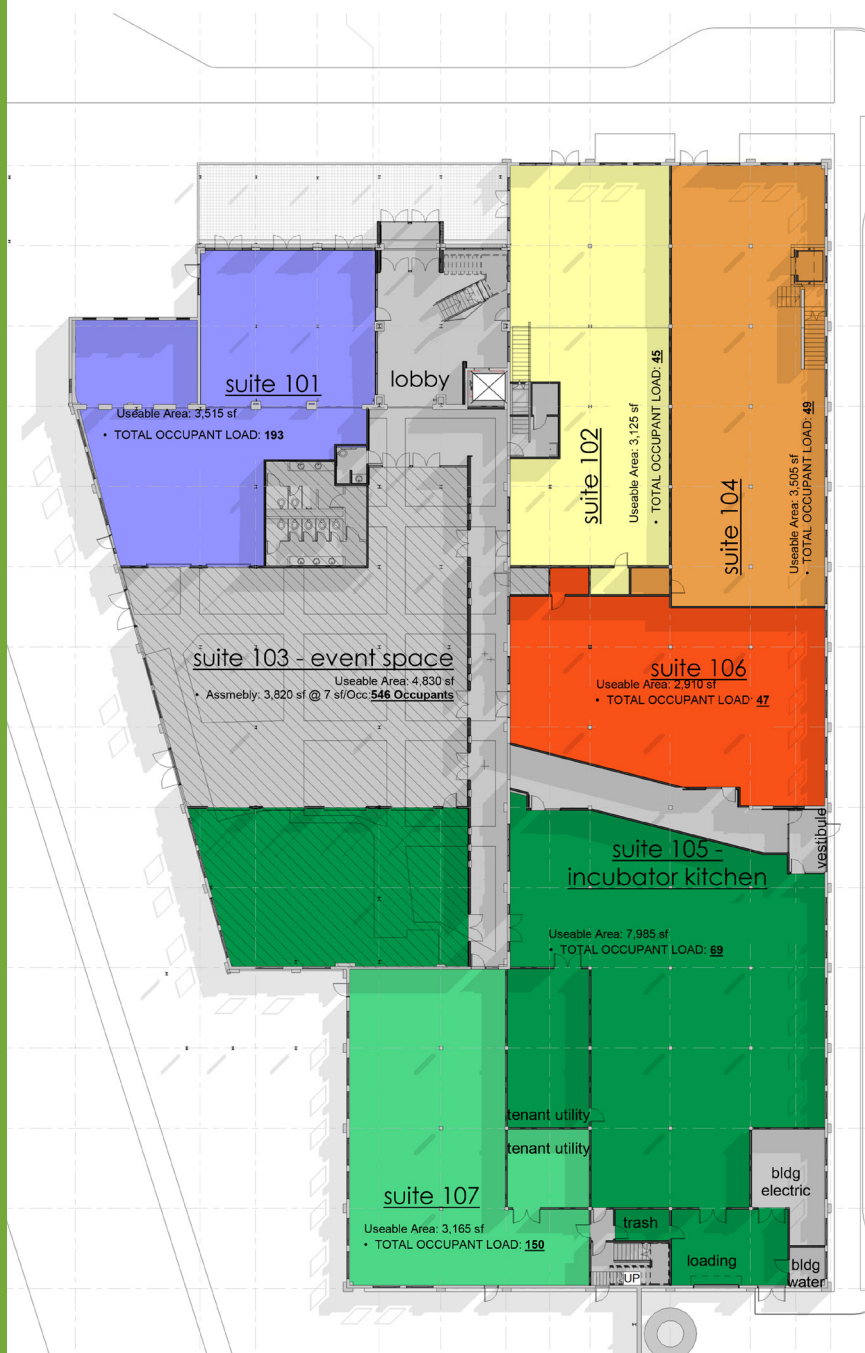 suite 101
Useable Area: 3,515 sf
• TOTAL OCCUPANT LOAD: 193
lobby
suite 102
Useable Area: 3,125 sf
• TOTAL OCCUPANT LOAD: 45
suite 104
Useable Area: 3,505 sf
• TOTAL OCCUPANT LOAD: 49
suite 103 - event space
Useable Area: 4,830 sf
• Assmebly: 3,820 sf @ 7 sf/Occ: 546 Occupants
suite 106
Useable Area: 2,910 sf
• TOTAL OCCUPANT LOAD: 47
vestibule
suite 105 -
incubator kitchen
Useable Area: 7,985 sf
• TOTAL OCCUPANT LOAD: 69
tenant utility
tenant utility
bldg
electric
suite 107
Useable Area: 3,165 sf
• TOTAL OCCUPANT LOAD: 150
trash
loading
bldg
water
UP